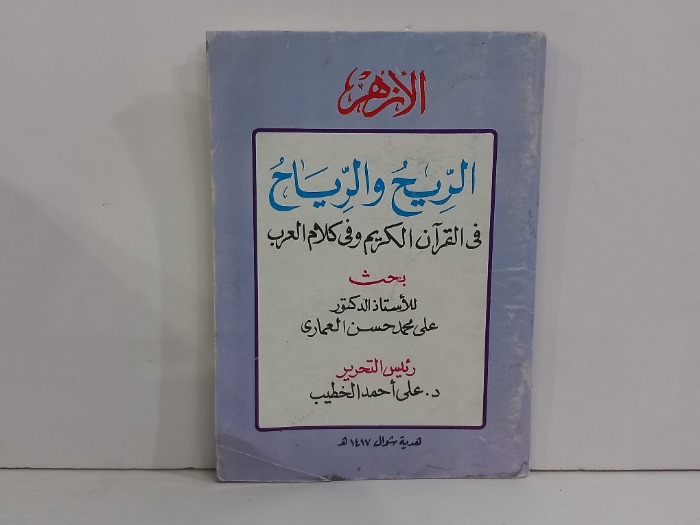 الأزهر
الرِّيحُ والرِّيَاحُ
فى القرآن الكريم وفى كلام العرب
بحث
للأستاذ الدكتور
على محمد حسن العمارى
رئيس التحرير
د. على أحمد الخطيب
هدية شوال ١٤١٧ هـ